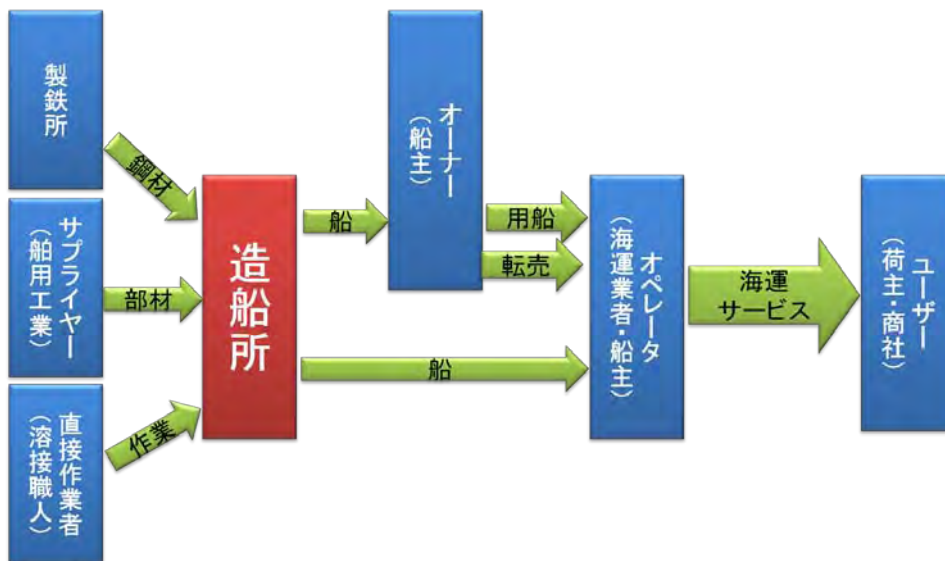 製鉄所
鋼材
サプライヤー
（舶用工業）
部材
直接作業者
（溶接職人）
作業
造船所
船
オーナー
（船主）
用船
転売
船
オペレータ
（海運業者・船主）
海運
サービス
ユーザー
（荷主・商社）